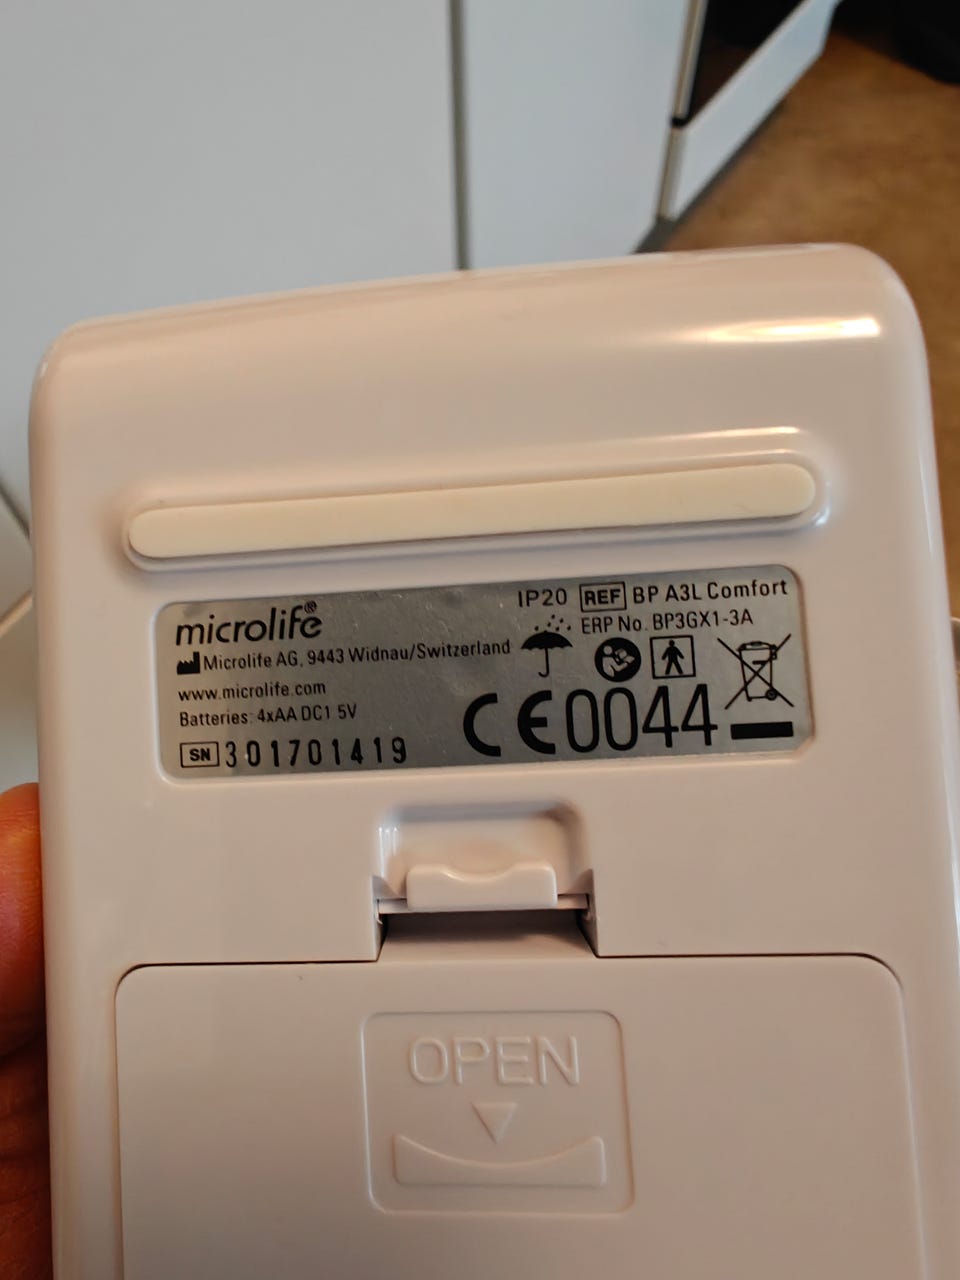 microlife®
Microlife AG, 9443 Widnau/Switzerland
www.microlife.com
Batteries: 4xAA DC1.5V
SN 301701419
IP20 REF BP A3L Comfort
ERP No. BP3GX1-3A
CE0044
OPEN